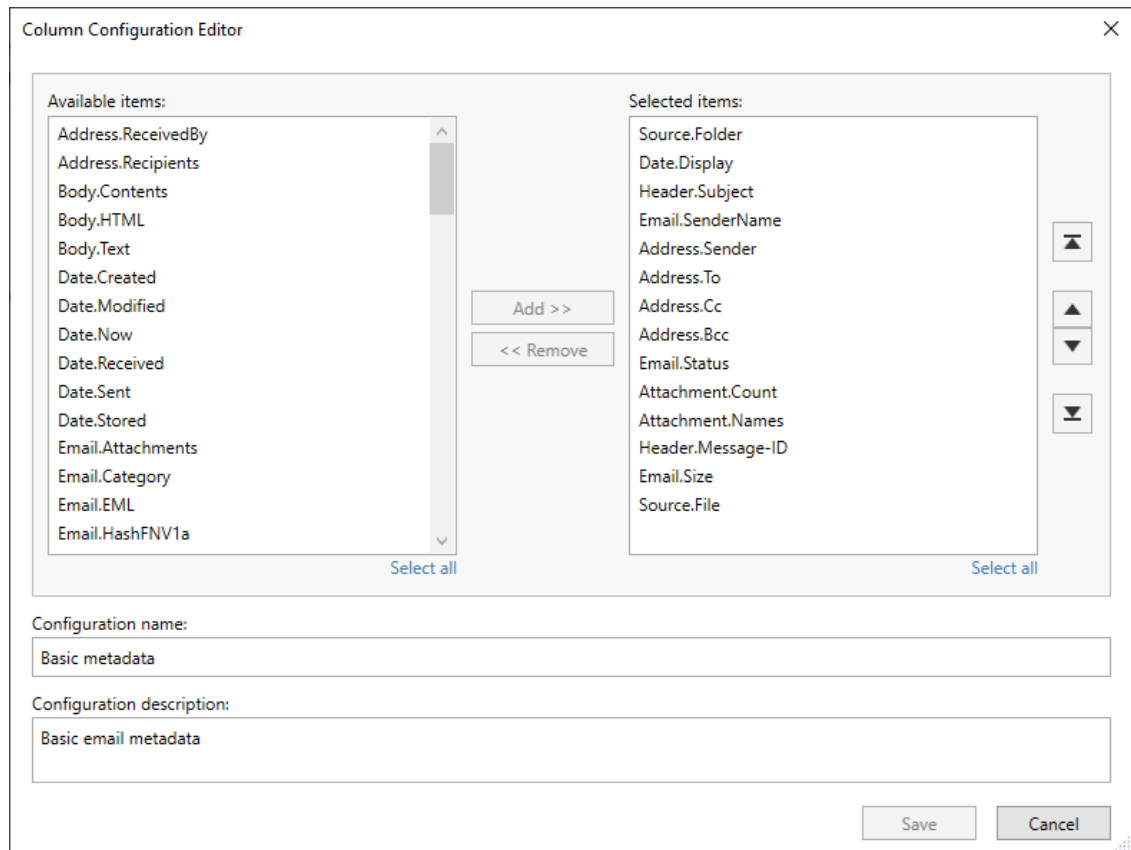 Column Configuration Editor
Available items:
Address.ReceivedBy
Address.Recipients
Body.Contents
Body.HTML
Body.Text
Date.Created
Date.Modified
Date.Now
Date.Received
Date.Sent
Date.Stored
Email.Attachments
Email.Category
Email.EML
Email.HashFNV1a
Select all
Add >>
<< Remove
Selected items:
Source.Folder
Date.Display
Header.Subject
Email.SenderName
Address.Sender
Address.To
Address.Cc
Address.Bcc
Email.Status
Attachment.Count
Attachment.Names
Header.Message-ID
Email.Size
Source.File
Select all
Configuration name:
Basic metadata
Configuration description:
Basic email metadata
Save
Cancel